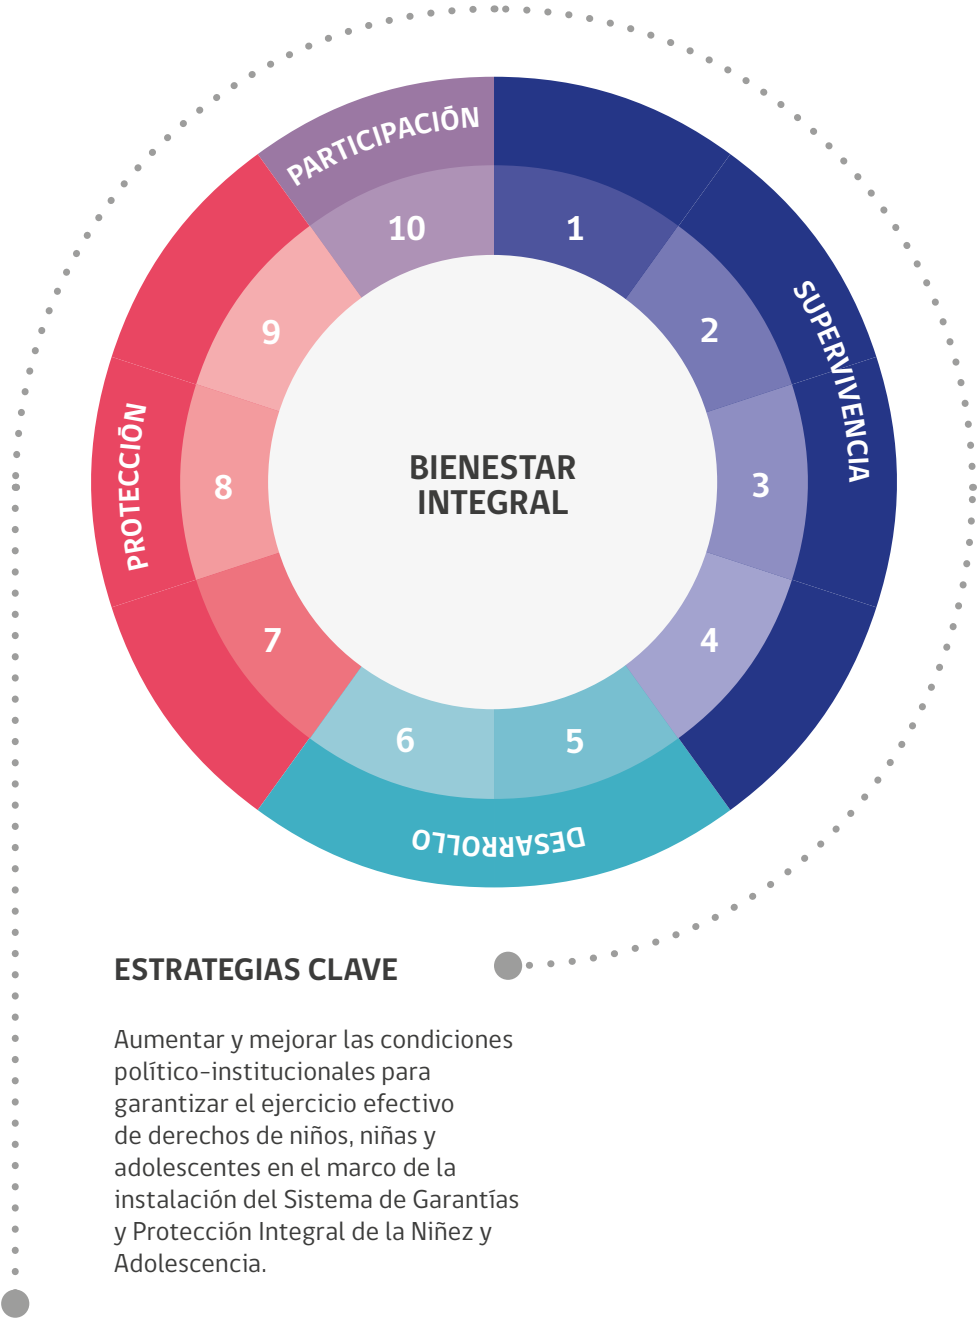 PARTICIPACIÓN
10
1
9
2
SUPERVIVENCIA
PROTECCIÓN
8
3
BIENESTAR
INTEGRAL
7
4
6
5
DESARROLLO
ESTRATEGIAS CLAVE
Aumentar y mejorar las condiciones
político-institucionales para
garantizar el ejercicio efectivo
de derechos de niños, niñas y
adolescentes en el marco de la
instalación del Sistema de Garantías
y Protección Integral de la Niñez y
Adolescencia.